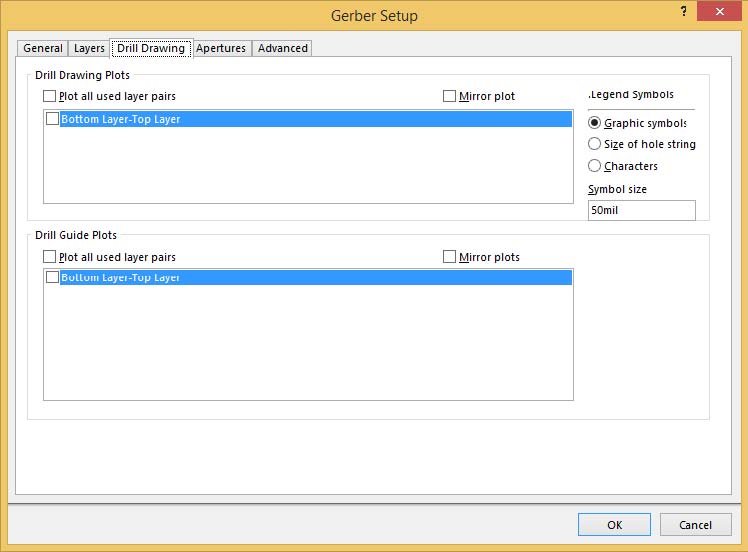 Gerber Setup
?
General Layers Drill Drawing Apertures Advanced
Drill Drawing Plots
Plot all used layer pairs
Mirror plot
Bottom Layer-Top Layer
.Legend Symbols
Graphic symbols
Size of hole string
Characters
Symbol size
50mil
Drill Guide Plots
Plot all used layer pairs
Mirror plots
Bottom Layer-Top Layer
OK
Cancel